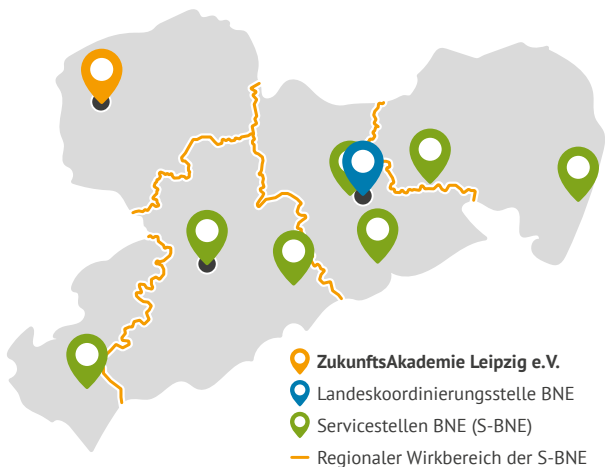 ZukunftsAkademie Leipzig e.V.
Landeskoordinierungsstelle BNE
Servicestellen BNE (S-BNE)
Regionaler Wirkbereich der S-BNE